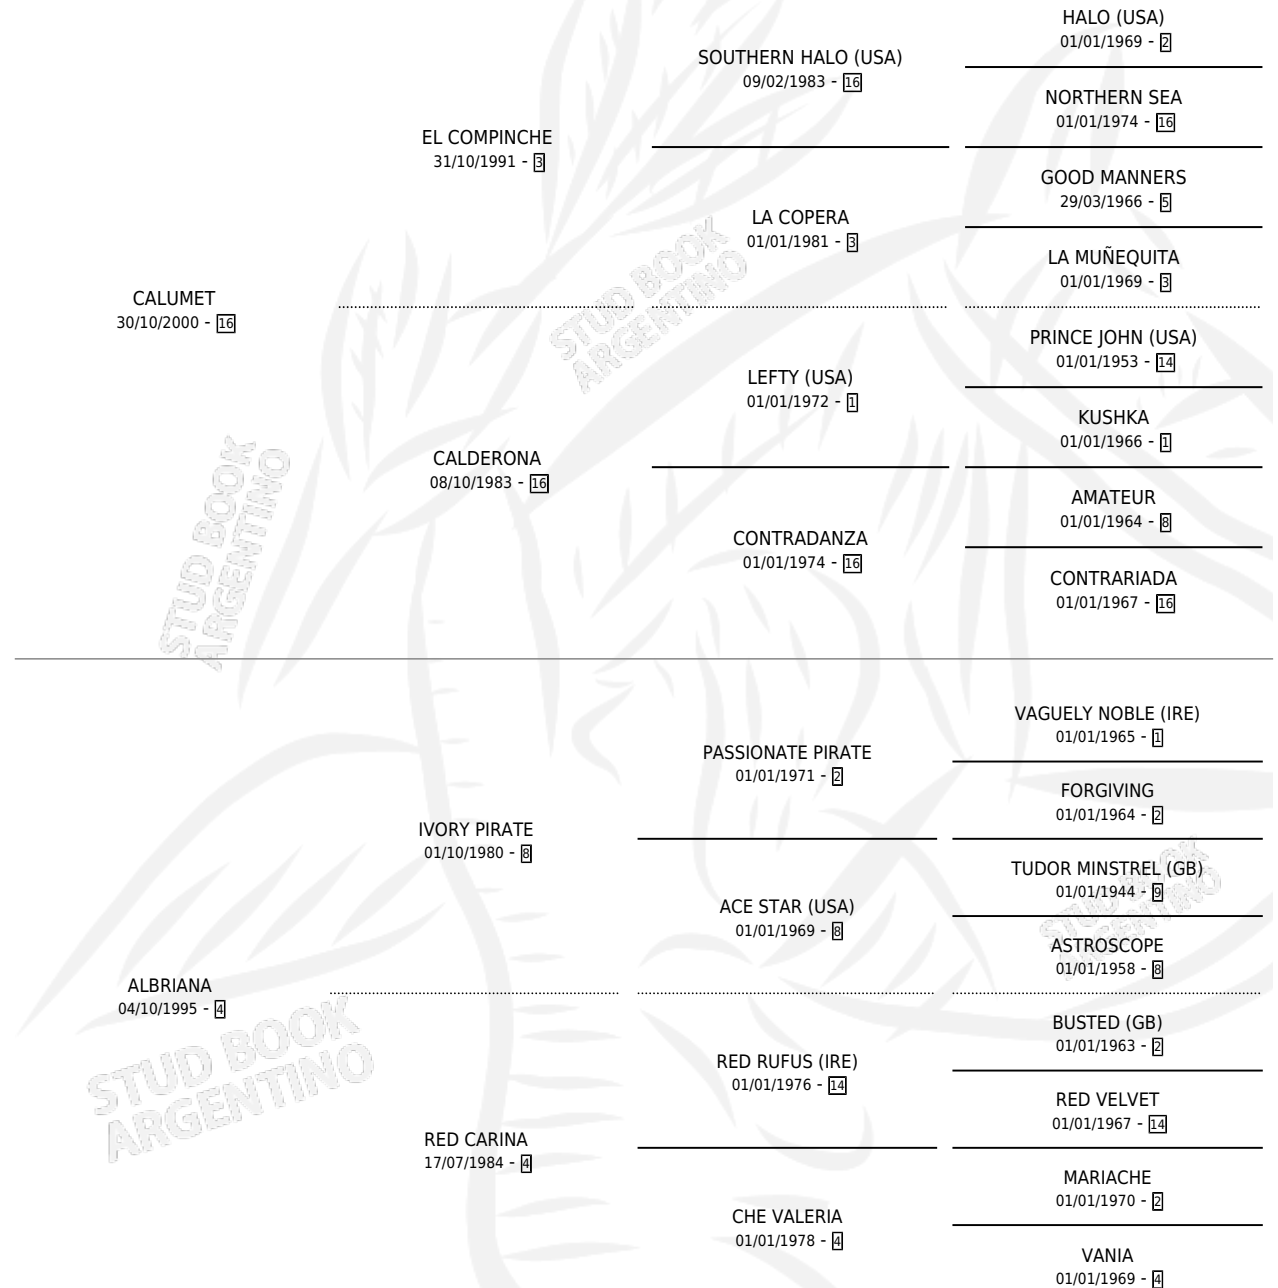 HALO (USA)
01/01/1969 - 2
SOUTHERN HALO (USA)
09/02/1983 - 16
NORTHERN SEA
01/01/1974 - 16
EL COMPINCHE
31/10/1991 - 3
GOOD MANNERS
29/03/1966 - 5
LA COPERA
01/01/1981 - 3
LA MUÑEQUITA
01/01/1969 - 3
CALUMET
30/10/2000 - 16
STUD BOOK
ARGENTINO
PRINCE JOHN (USA)
01/01/1953 - 14
LEFTY (USA)
01/01/1972 - 1
KUSHKA
01/01/1966 - 1
CALDERONA
08/10/1983 - 16
AMATEUR
01/01/1964 - 8
CONTRADANZA
01/01/1974 - 16
CONTRARIADA
01/01/1967 - 16
STUD BOOK
ARGENTINO
VAGUELY NOBLE (IRE)
01/01/1965 - 1
PASSIONATE PIRATE
01/01/1971 - 2
FORGIVING
01/01/1964 - 2
IVORY PIRATE
01/10/1980 - 8
TUDOR MINSTREL (GB)
01/01/1944 - 9
ACE STAR (USA)
01/01/1969 - 8
STUD BOOK
ARGENTINO
ASTROSCOPE
01/01/1958 - 8
ALBRIANA
04/10/1995 - 4
STUD BOOK
ARGENTINO
BUSTED (GB)
01/01/1963 - 2
RED RUFUS (IRE)
01/01/1976 - 14
RED VELVET
01/01/1967 - 14
RED CARINA
17/07/1984 - 4
MARIACHE
01/01/1970 - 2
CHE VALERIA
01/01/1978 - 4
VANIA
01/01/1969 - 4